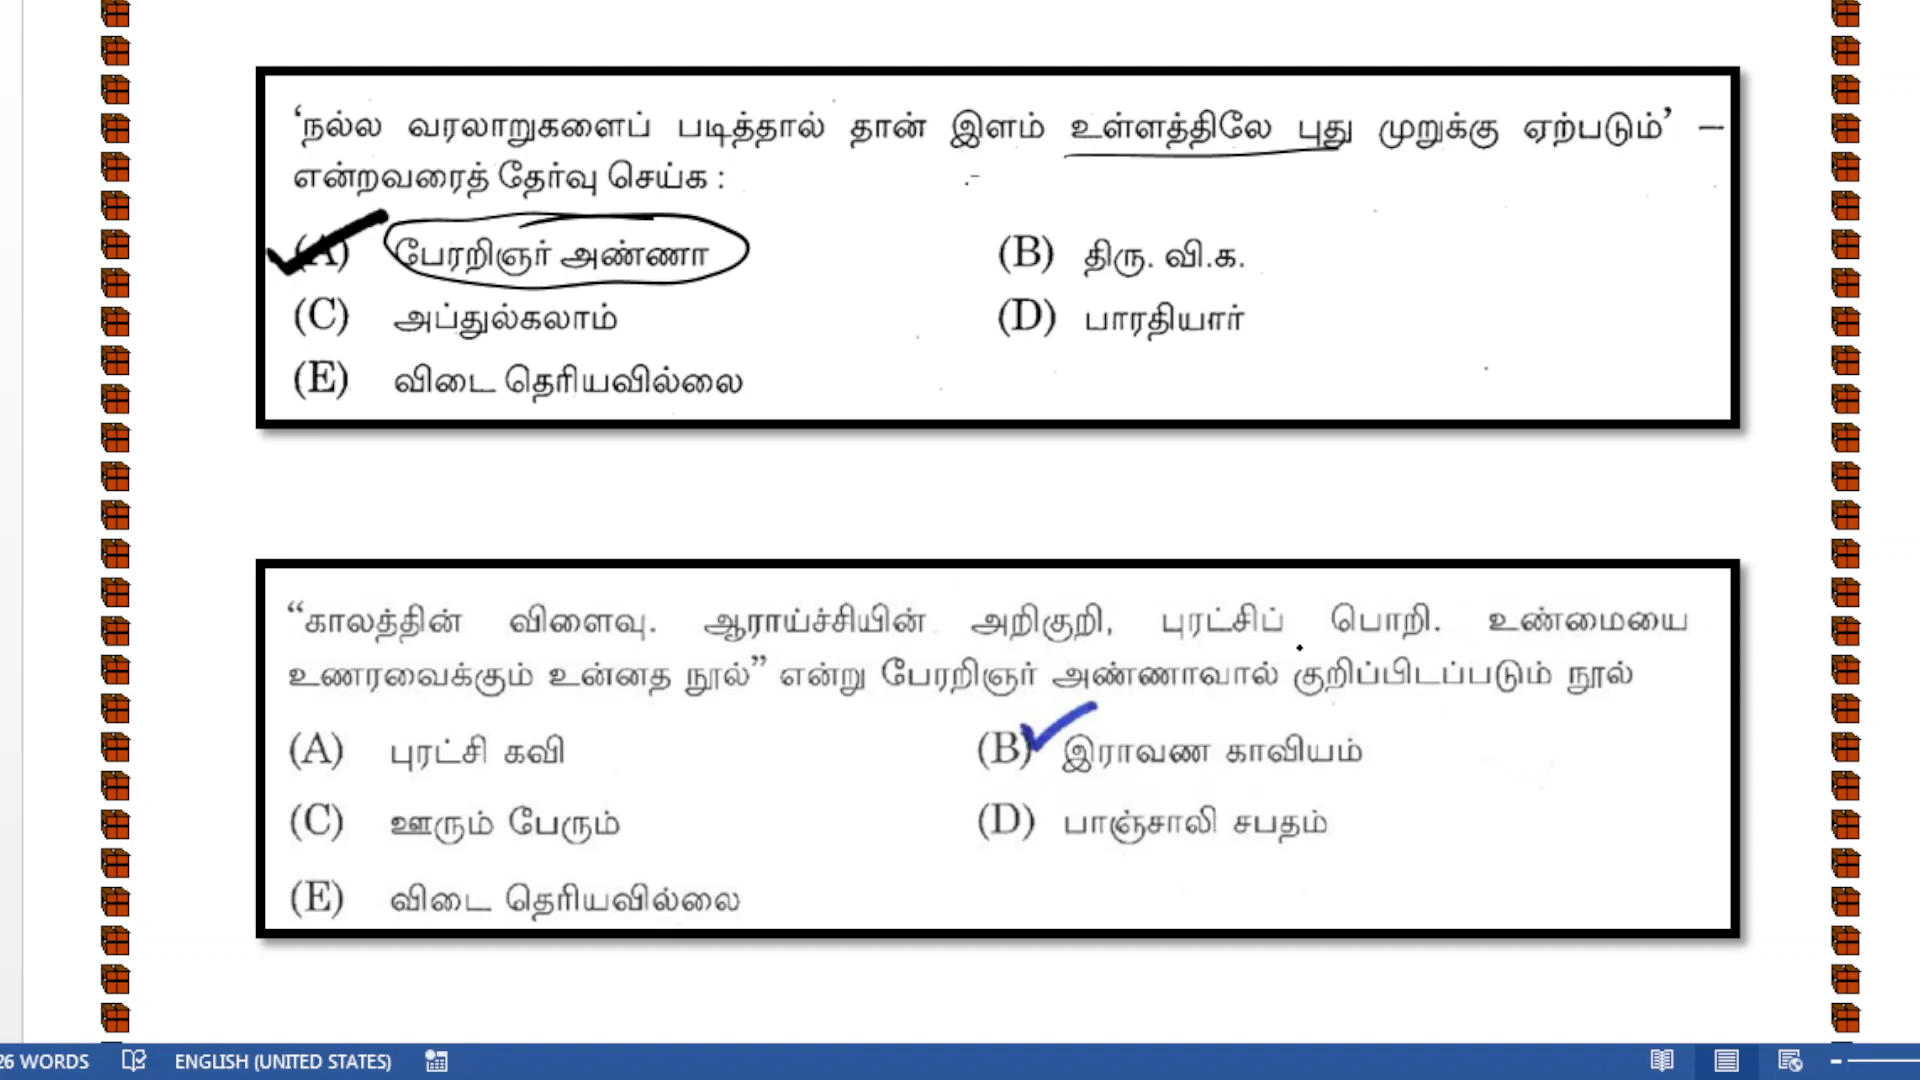 ‘நல்ல வரலாறுகளைப் படித்தால் தான் இளம் உள்ளத்திலே புது முறுக்கு ஏற்படும்’ –
என்றவரைத் தேர்வு செய்க :
(A) பேரறிஞர் அண்ணா (B) திரு. வி.க.
(C) அப்துல்கலாம் (D) பாரதியார்
(E) விடை தெரியவில்லை
“காலத்தின் விளைவு. ஆராய்ச்சியின் அறிகுறி, புரட்சிப் பொறி. உண்மையை
உணரவைக்கும் உன்னத நூல்” என்று பேரறிஞர் அண்ணாவால் குறிப்பிடப்படும் நூல்
(A) புரட்சி கவி (B) இராவண காவியம்
(C) ஊரும் பேரும் (D) பாஞ்சாலி சபதம்
(E) விடை தெரியவில்லை
26 WORDS ENGLISH (UNITED STATES)